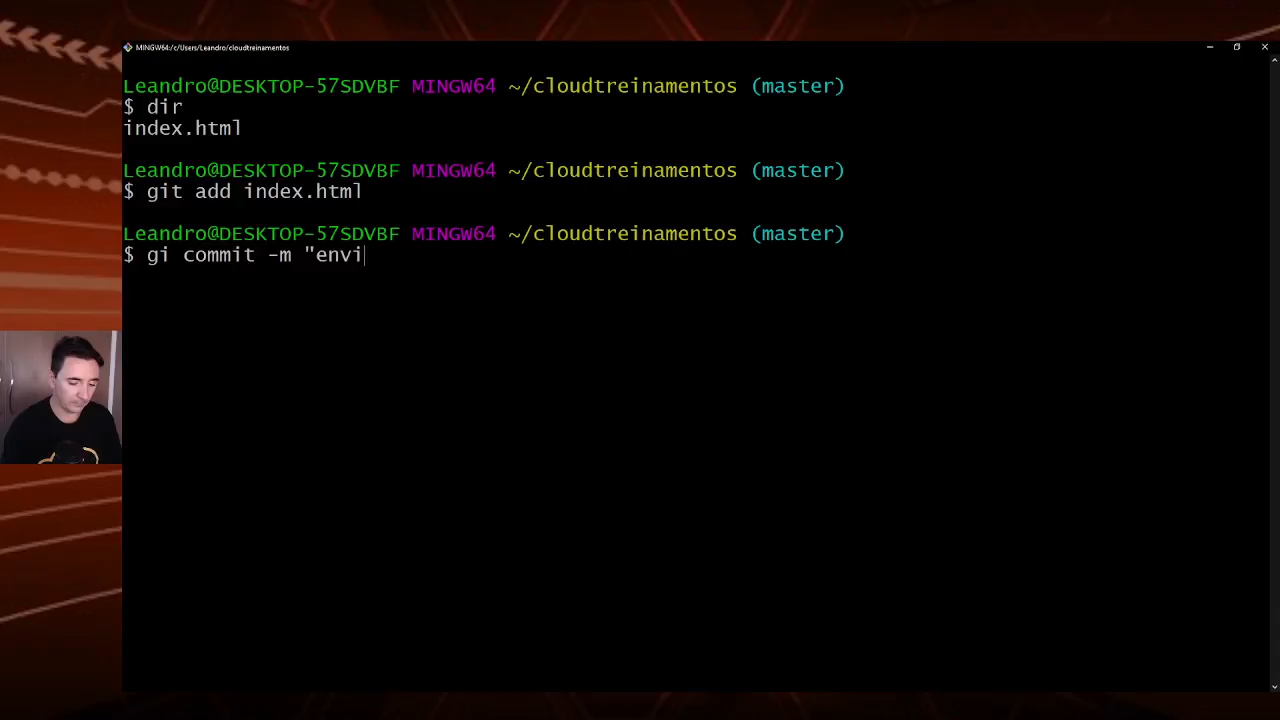 MINGW64:/c/Users/Leandro/cloudtreinamentos
Leandro@DESKTOP-57SDVBF MINGW64 ~/cloudtreinamentos (master)
$ dir
index.html
Leandro@DESKTOP-57SDVBF MINGW64 ~/cloudtreinamentos (master)
$ git add index.html
Leandro@DESKTOP-57SDVBF MINGW64 ~/cloudtreinamentos (master)
$ gi commit -m "envi